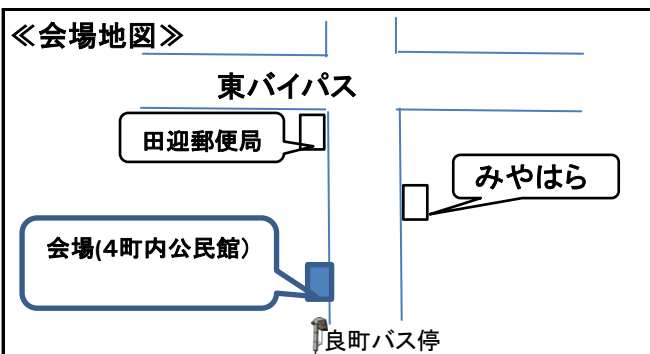 ≪会場地図≫
東バイパス
田迎郵便局
みやはら
会場(4町内公民館）
良町バス停